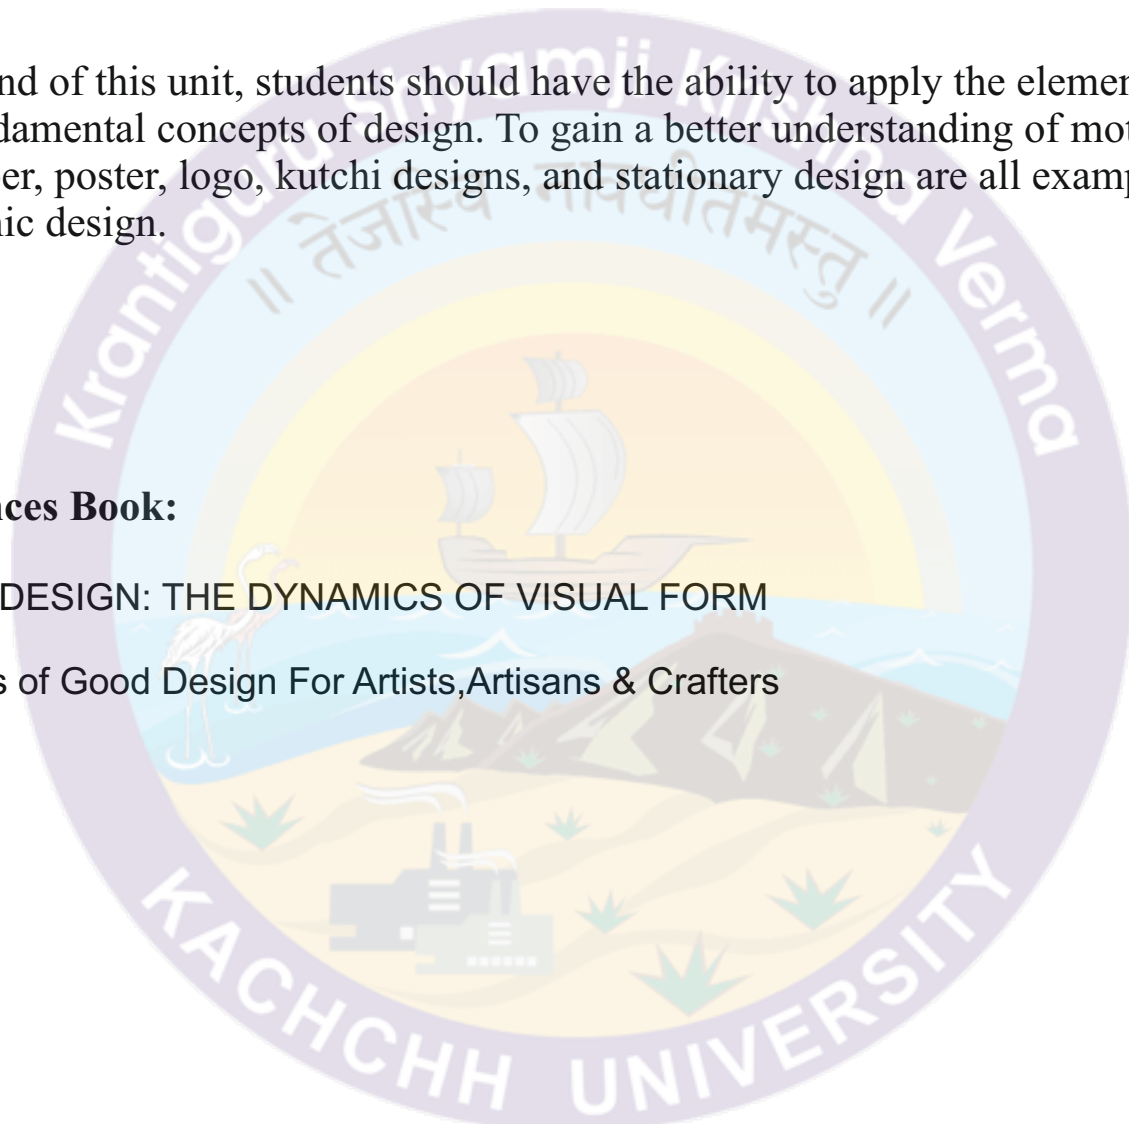 nd of this unit, students should have the ability to apply the elemen
damental concepts of design. To gain a better understanding of mot
er, poster, logo, kutchi designs, and stationary design are all examp
ic design.
Krantiguru Shyamji Krishna Verma
॥ तेजस्वि नावधीतमस्तु ॥
nces Book:
DESIGN: THE DYNAMICS OF VISUAL FORM
s of Good Design For Artists,Artisans & Crafters
KACHCHH UNIVERSITY